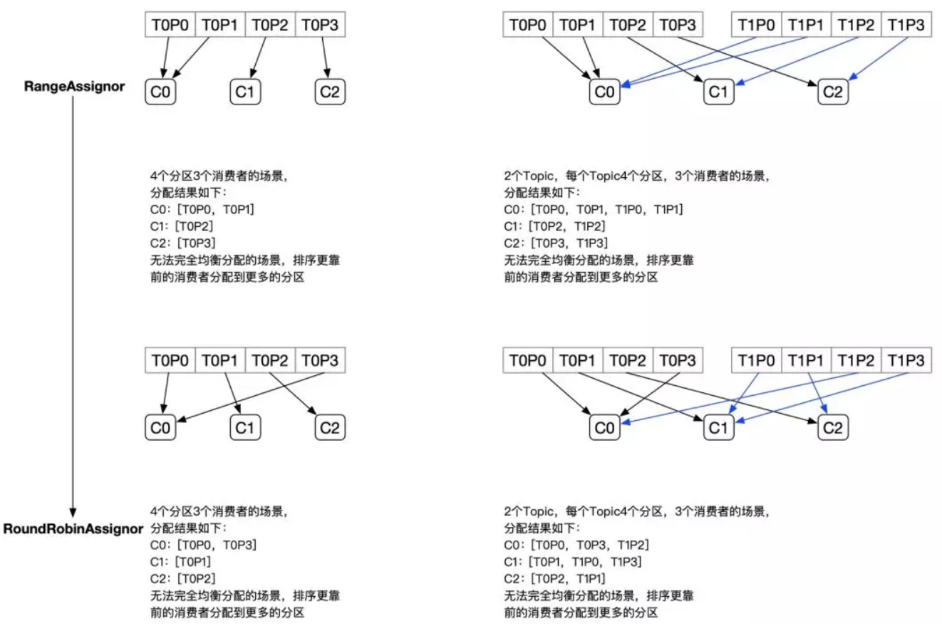 T0P0 T0P1 T0P2 T0P3
T0P0 T0P1 T0P2 T0P3
T1P0 T1P1 T1P2 T1P3
RangeAssignor
C0 C1 C2
C0 C1 C2
4个分区3个消费者的场景，
分配结果如下：
C0：[T0P0，T0P1]
C1：[T0P2]
C2：[T0P3]
无法完全均衡分配的场景，排序更靠
前的消费者分配到更多的分区
2个Topic，每个Topic4个分区，3个消费者的场景，
分配结果如下：
C0：[T0P0，T0P1，T1P0，T1P1]
C1：[T0P2，T1P2]
C2：[T0P3，T1P3]
无法完全均衡分配的场景，排序更靠
前的消费者分配到更多的分区
T0P0 T0P1 T0P2 T0P3
T0P0 T0P1 T0P2 T0P3
T1P0 T1P1 T1P2 T1P3
C0 C1 C2
C0 C1 C2
RoundRobinAssignor
4个分区3个消费者的场景，
分配结果如下：
C0：[T0P0，T0P3]
C1：[T0P1]
C2：[T0P2]
无法完全均衡分配的场景，排序更靠
前的消费者分配到更多的分区
2个Topic，每个Topic4个分区，3个消费者的场景，
分配结果如下：
C0：[T0P0，T0P3，T1P2]
C1：[T0P1，T1P0，T1P3]
C2：[T0P2，T1P1]
无法完全均衡分配的场景，排序更靠
前的消费者分配到更多的分区